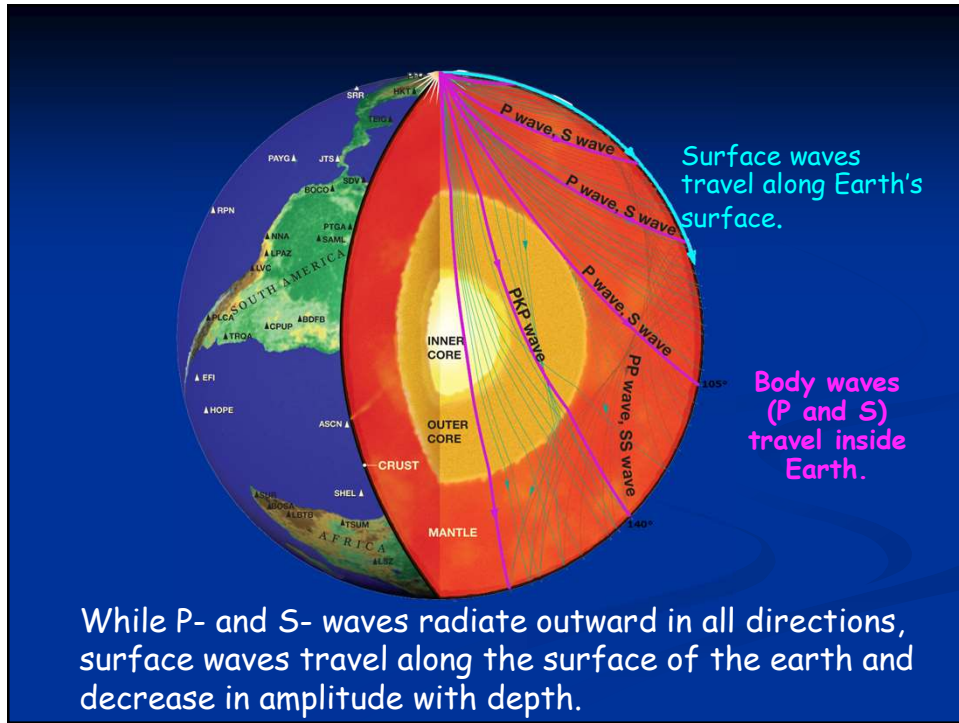 SRR
HKT
TEIG
PAYG
JTS
SDV
BOCO
RPN
PTGA
SAML
NNA
LPAZ
LVC
SOUTH AMERICA
PLCA
BDFB
CPUP
TRQA
EFI
HOPE
ASCN
CRUST
SHEL
SUR
BOSA
LBTB
TSUM
AFRICA
LSZ
P wave, S wave
P wave, S wave
P wave, S wave
PKP wave
PP wave, SS wave
INNER
CORE
OUTER
CORE
MANTLE
105°
140°
Surface waves
travel along Earth’s
surface.
Body waves
(P and S)
travel inside
Earth.
While P- and S- waves radiate outward in all directions,
surface waves travel along the surface of the earth and
decrease in amplitude with depth.